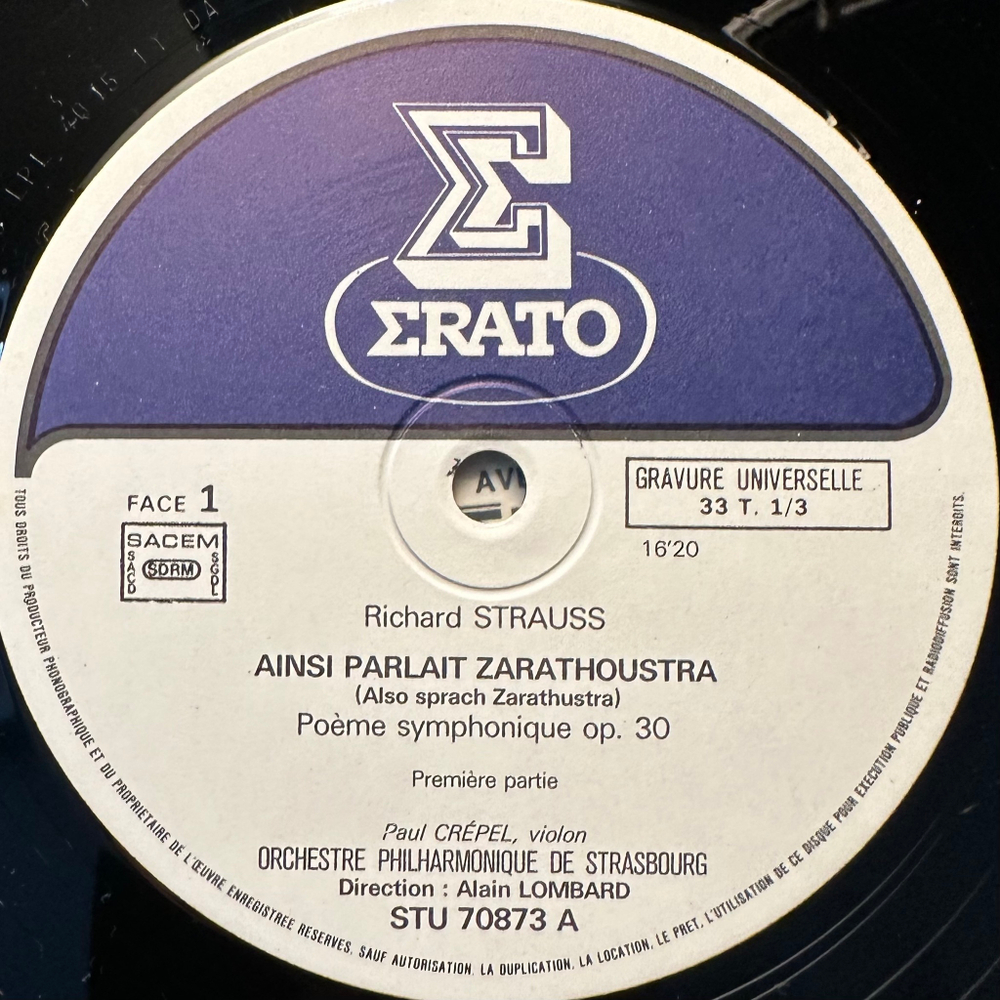 Σ
ΣRATO
FACE 1
SACEM
SACD
SDRM
SGDL
GRAVURE UNIVERSELLE
33 T. 1/3
16'20
Richard STRAUSS
AINSI PARLAIT ZARATHOUSTRA
(Also sprach Zarathustra)
Poème symphonique op. 30
Première partie
Paul CRÉPEL, violon
ORCHESTRE PHILHARMONIQUE DE STRASBOURG
Direction : Alain LOMBARD
STU 70873 A
TOUS DROITS DU PRODUCTEUR PHONOGRAPHIQUE ET DU PROPRIETAIRE DE L'ŒUVRE ENREGISTREE RESERVES, SAUF AUTORISATION, LA DUPLICATION, LA LOCATION, LE PRET, L'UTILISATION DE CE DISQUE POUR EXECUTION PUBLIQUE ET RADIODIFFUSION SONT INTERDITS.